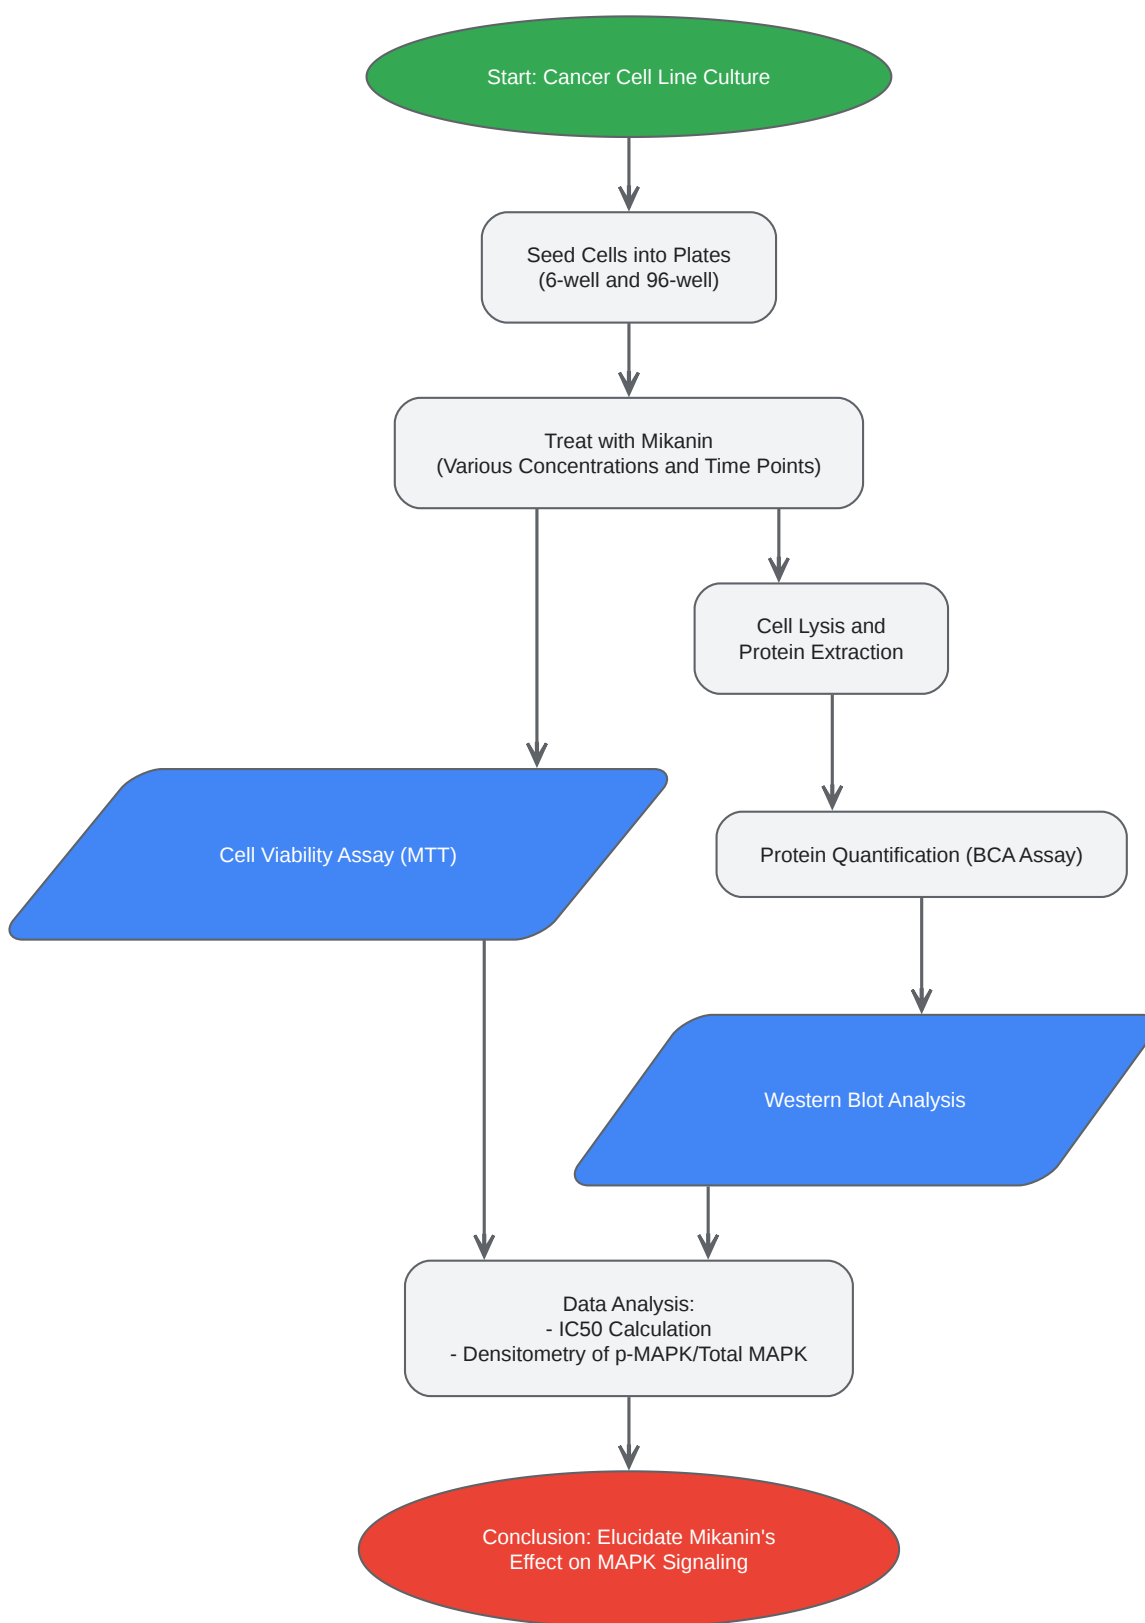 Start: Cancer Cell Line Culture
Seed Cells into Plates
(6-well and 96-well)
Treat with Mikanin
(Various Concentrations and Time Points)
Cell Lysis and
Protein Extraction
Cell Viability Assay (MTT)
Protein Quantification (BCA Assay)
Western Blot Analysis
Data Analysis:
- IC50 Calculation
- Densitometry of p-MAPK/Total MAPK
Conclusion: Elucidate Mikanin's
Effect on MAPK Signaling